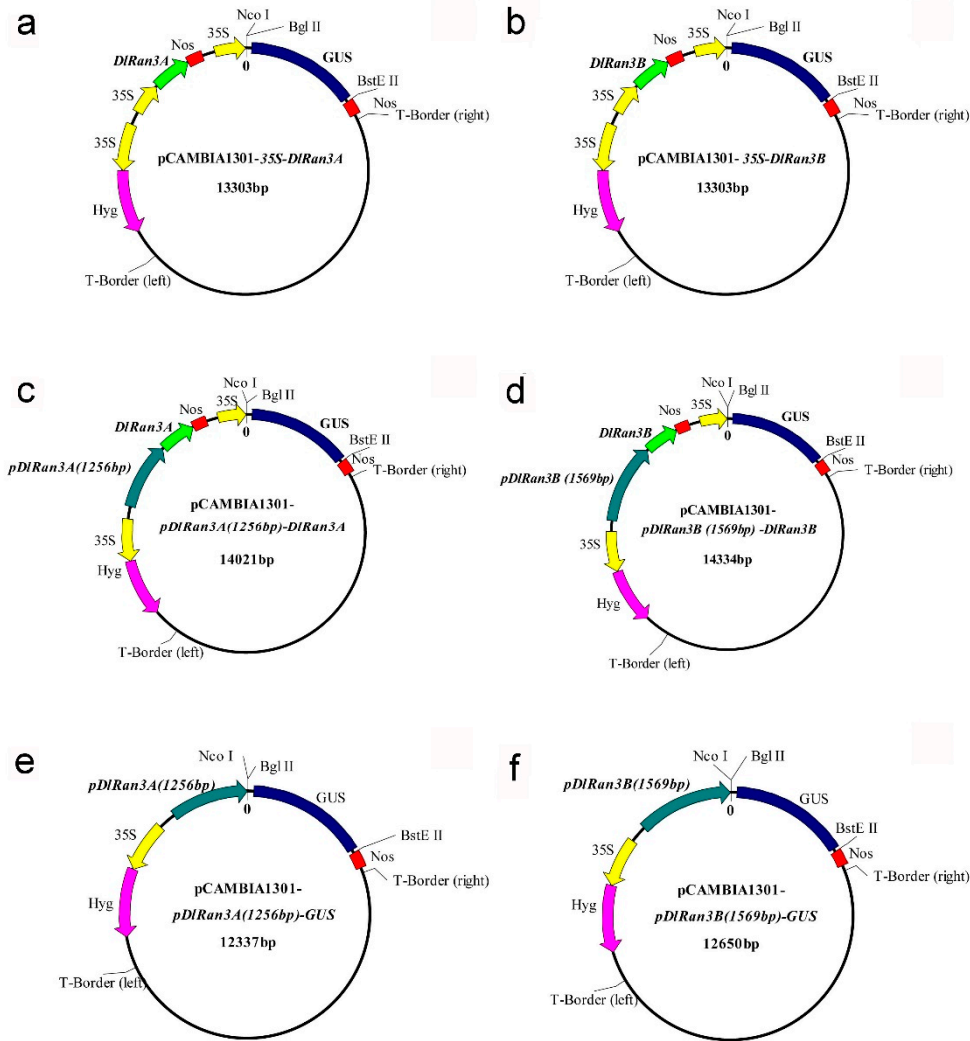 a
Nco I
35S
Bgl II
Nos
GUS
DlRan3A
0
BstE II
35S
Nos
T-Border (right)
35S
pCAMBIA1301-35S-DlRan3A
13303bp
Hyg
T-Border (left)
b
Nco I
35S
Bgl II
Nos
GUS
DlRan3B
0
BstE II
35S
Nos
T-Border (right)
35S
pCAMBIA1301- 35S-DlRan3B
13303bp
Hyg
T-Border (left)
c
Nco I
Bgl II
35S
Nos
DlRan3A
GUS
0
BstE II
Nos
T-Border (right)
pDlRan3A(1256bp)
pCAMBIA1301-
pDlRan3A(1256bp)-DlRan3A
35S
14021bp
Hyg
T-Border (left)
d
Nco I
Bgl II
35S
Nos
DlRan3B
GUS
0
BstE II
Nos
T-Border (right)
pDlRan3B (1569bp)
pCAMBIA1301-
pDlRan3B (1569bp) -DlRan3B
35S
14334bp
Hyg
T-Border (left)
e
Nco I
Bgl II
pDlRan3A(1256bp)
GUS
0
35S
BstE II
Nos
T-Border (right)
pCAMBIA1301-
Hyg
pDlRan3A(1256bp)-GUS
12337bp
T-Border (left)
f
Nco I
Bgl II
pDlRan3B(1569bp)
GUS
0
BstE II
35S
Nos
T-Border (right)
pCAMBIA1301-
Hyg
pDlRan3B(1569bp)-GUS
12650bp
T-Border (left)